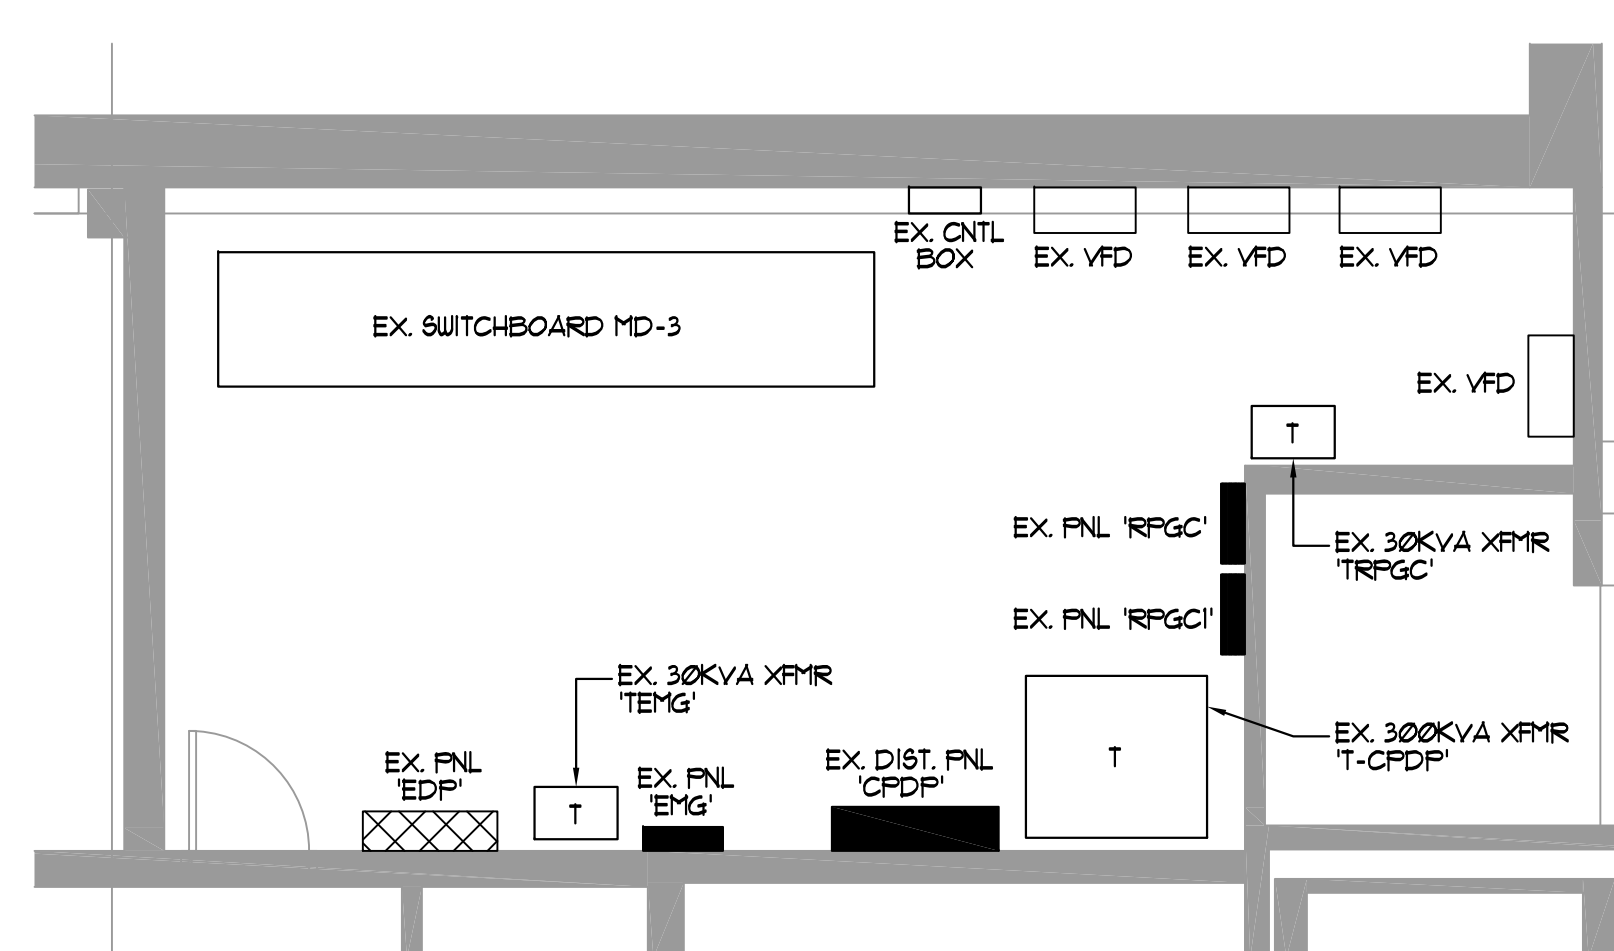 EX. CNTL
BOX
EX. VFD
EX. VFD
EX. VFD
EX. SWITCHBOARD MD-3
EX. VFD
T
EX. PNL 'RPGC'
EX. 30KVA XFMR
'TRPGC'
EX. PNL 'RPGC1'
EX. 30KVA XFMR
'TEMG'
EX. 300KVA XFMR
'T-CPDP'
T
EX. PNL
'EDP'
T
EX. PNL
'EMG'
EX. DIST. PNL
'CPDP'